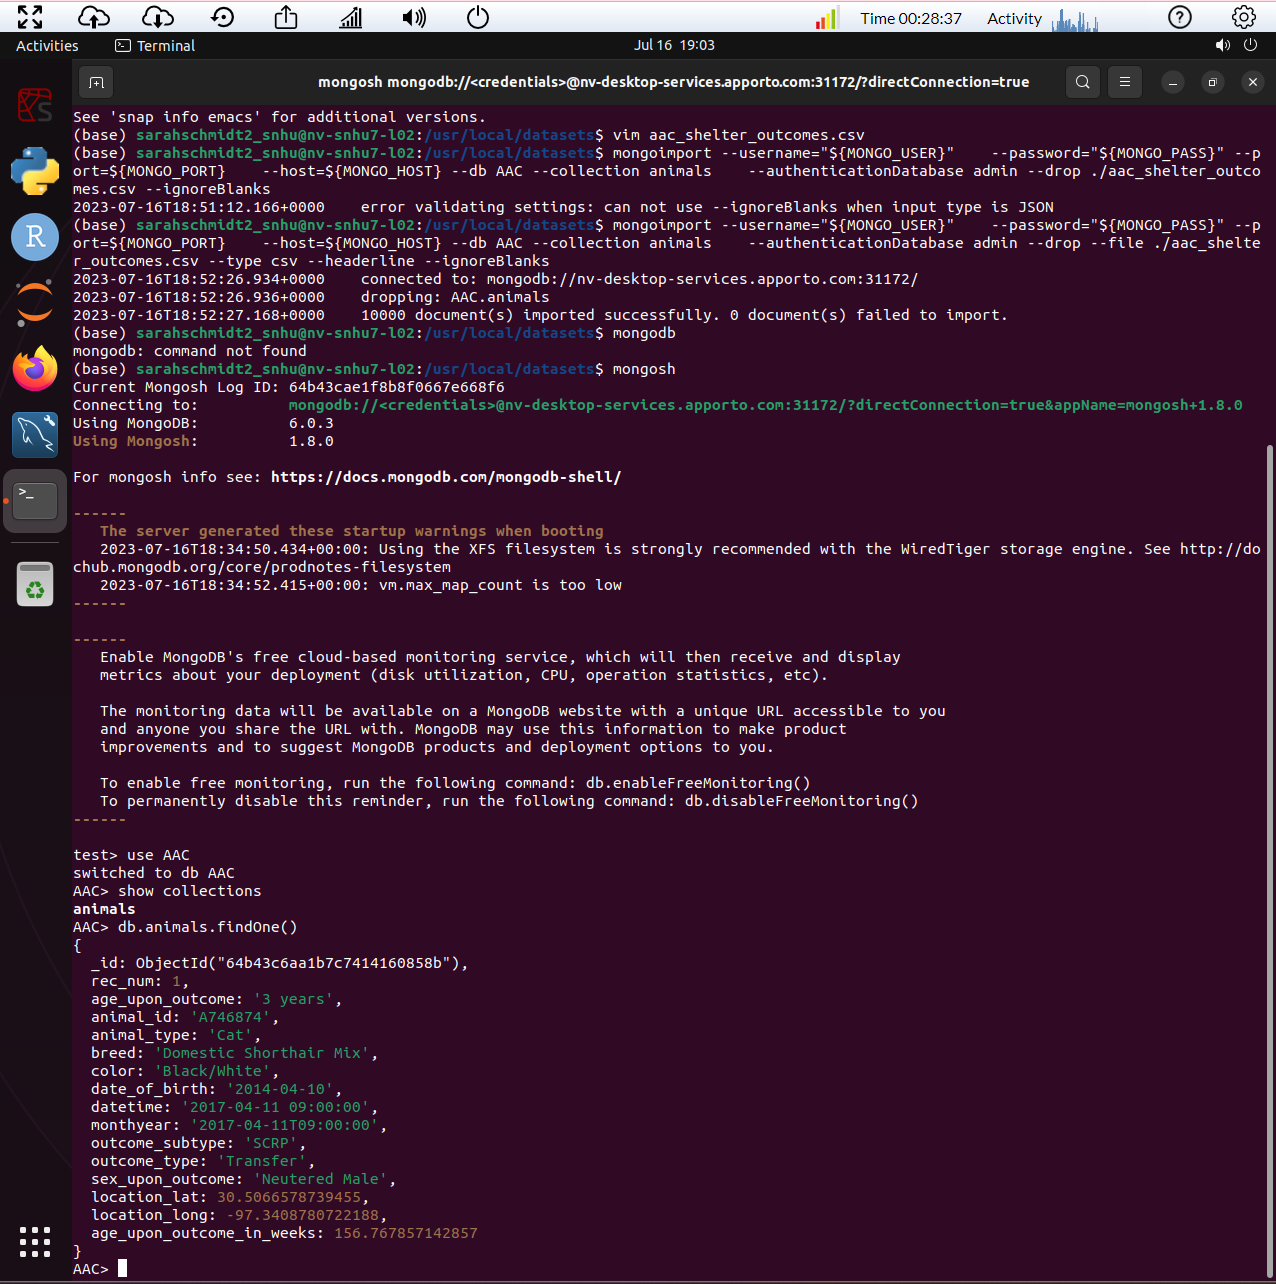 Time 00:28:37 Activity
Activities Terminal Jul 16 19:03
mongosh mongodb://<credentials>@nv-desktop-services.apporto.com:31172/?directConnection=true
See 'snap info emacs' for additional versions.
(base) sarahschmidt2_snhu@nv-snhu7-l02:/usr/local/datasets$ vim aac_shelter_outcomes.csv
(base) sarahschmidt2_snhu@nv-snhu7-l02:/usr/local/datasets$ mongoimport --username="${MONGO_USER}"    --password="${MONGO_PASS}" --p
ort=${MONGO_PORT}    --host=${MONGO_HOST} --db AAC --collection animals    --authenticationDatabase admin --drop ./aac_shelter_outco
mes.csv --ignoreBlanks
2023-07-16T18:51:12.166+0000    error validating settings: can not use --ignoreBlanks when input type is JSON
(base) sarahschmidt2_snhu@nv-snhu7-l02:/usr/local/datasets$ mongoimport --username="${MONGO_USER}"    --password="${MONGO_PASS}" --p
ort=${MONGO_PORT}    --host=${MONGO_HOST} --db AAC --collection animals    --authenticationDatabase admin --drop --file ./aac_shelte
r_outcomes.csv --type csv --headerline --ignoreBlanks
2023-07-16T18:52:26.934+0000    connected to: mongodb://nv-desktop-services.apporto.com:31172/
2023-07-16T18:52:26.936+0000    dropping: AAC.animals
2023-07-16T18:52:27.168+0000    10000 document(s) imported successfully. 0 document(s) failed to import.
(base) sarahschmidt2_snhu@nv-snhu7-l02:/usr/local/datasets$ mongodb
mongodb: command not found
(base) sarahschmidt2_snhu@nv-snhu7-l02:/usr/local/datasets$ mongosh
Current Mongosh Log ID: 64b43cae1f8b8f0667e668f6
Connecting to:          mongodb://<credentials>@nv-desktop-services.apporto.com:31172/?directConnection=true&appName=mongosh+1.8.0
Using MongoDB:          6.0.3
Using Mongosh:          1.8.0
For mongosh info see: https://docs.mongodb.com/mongodb-shell/
------
The server generated these startup warnings when booting
2023-07-16T18:34:50.434+00:00: Using the XFS filesystem is strongly recommended with the WiredTiger storage engine. See http://do
chub.mongodb.org/core/prodnotes-filesystem
2023-07-16T18:34:52.415+00:00: vm.max_map_count is too low
------
------
Enable MongoDB's free cloud-based monitoring service, which will then receive and display
metrics about your deployment (disk utilization, CPU, operation statistics, etc).
The monitoring data will be available on a MongoDB website with a unique URL accessible to you
and anyone you share the URL with. MongoDB may use this information to make product
improvements and to suggest MongoDB products and deployment options to you.
To enable free monitoring, run the following command: db.enableFreeMonitoring()
To permanently disable this reminder, run the following command: db.disableFreeMonitoring()
------
test> use AAC
switched to db AAC
AAC> show collections
animals
AAC> db.animals.findOne()
{
_id: ObjectId("64b43c6aa1b7c7414160858b"),
rec_num: 1,
age_upon_outcome: '3 years',
animal_id: 'A746874',
animal_type: 'Cat',
breed: 'Domestic Shorthair Mix',
color: 'Black/White',
date_of_birth: '2014-04-10',
datetime: '2017-04-11 09:00:00',
monthyear: '2017-04-11T09:00:00',
outcome_subtype: 'SCRP',
outcome_type: 'Transfer',
sex_upon_outcome: 'Neutered Male',
location_lat: 30.5066578739455,
location_long: -97.3408780722188,
age_upon_outcome_in_weeks: 156.767857142857
}
AAC>